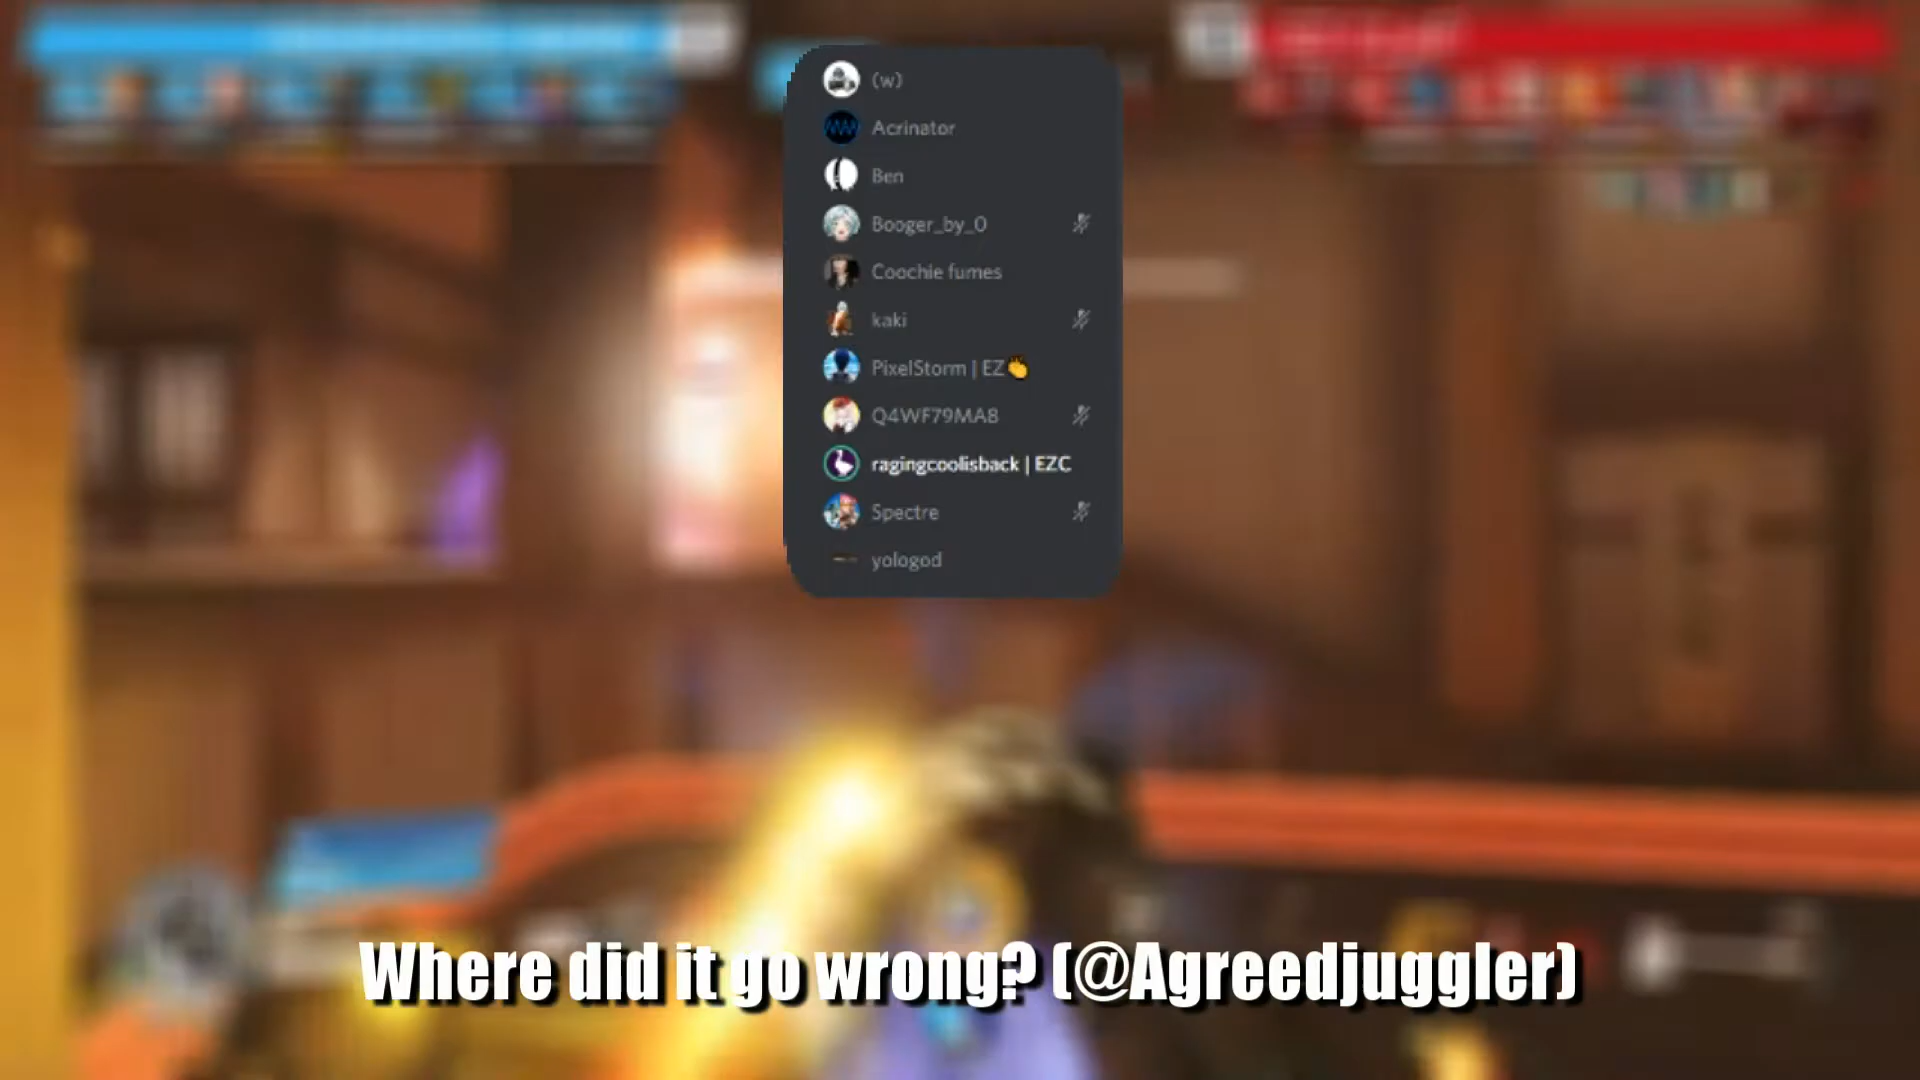 (w)
Acrinator
Ben
Booger_by_0
Coochie fumes
kaki
PixelStorm | EZ👏
Q4WF79MA8
ragingcoolisback | EZC
Spectre
yologod
Where did it go wrong? (@Agreedjuggler)